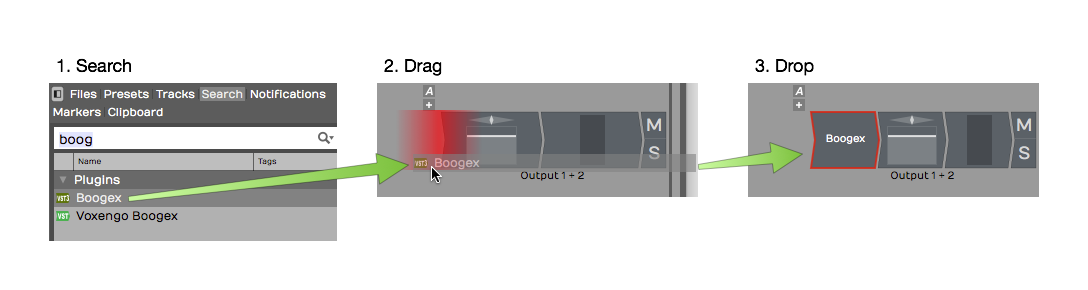 1. Search
Files Presets Tracks Search Notifications
Markers Clipboard
boog
Name Tags
Plugins
VST3 Boogex
VST Voxengo Boogex
2. Drag
A
+
M
S
VST3 Boogex
Output 1 + 2
3. Drop
A
+
Boogex
M
S
Output 1 + 2